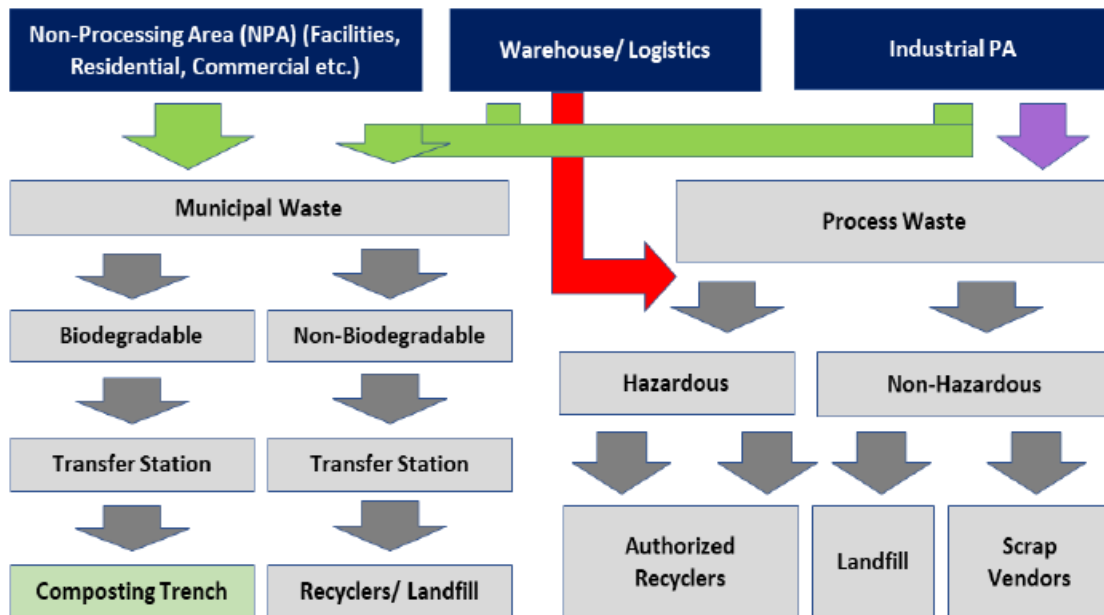 Non-Processing Area (NPA) (Facilities,
Residential, Commercial etc.)
Warehouse/ Logistics
Industrial PA
Municipal Waste
Process Waste
Biodegradable
Non-Biodegradable
Hazardous
Non-Hazardous
Transfer Station
Transfer Station
Composting Trench
Recyclers/ Landfill
Authorized
Recyclers
Landfill
Scrap
Vendors